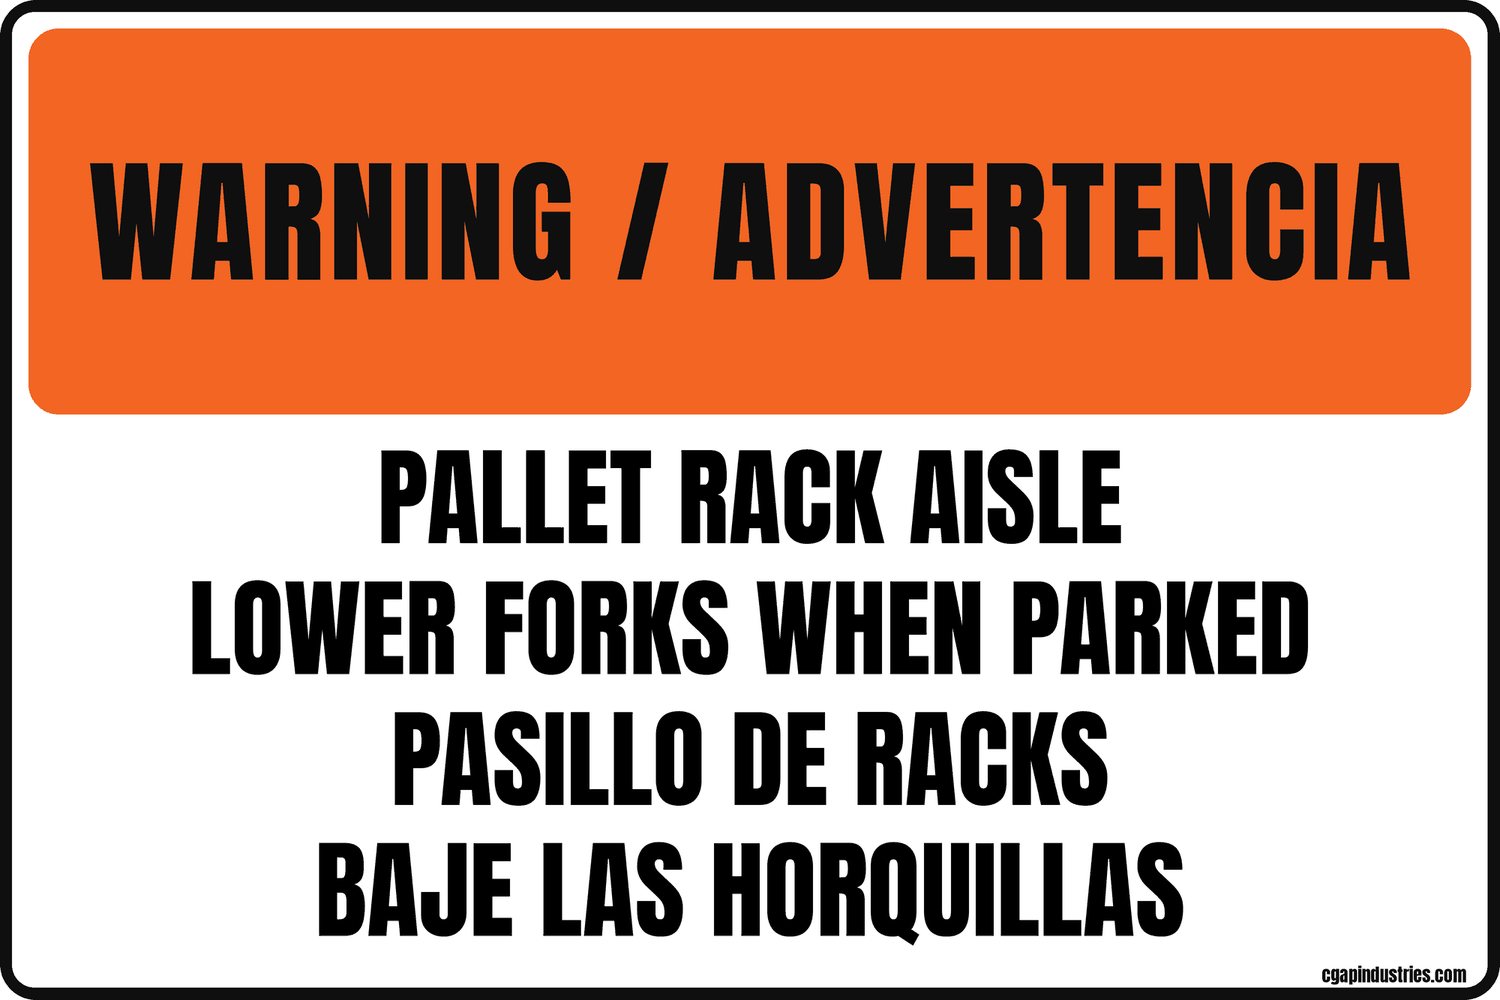 WARNING / ADVERTENCIA
PALLET RACK AISLE
LOWER FORKS WHEN PARKED
PASILLO DE RACKS
BAJE LAS HORQUILLAS
cgapindustries.com